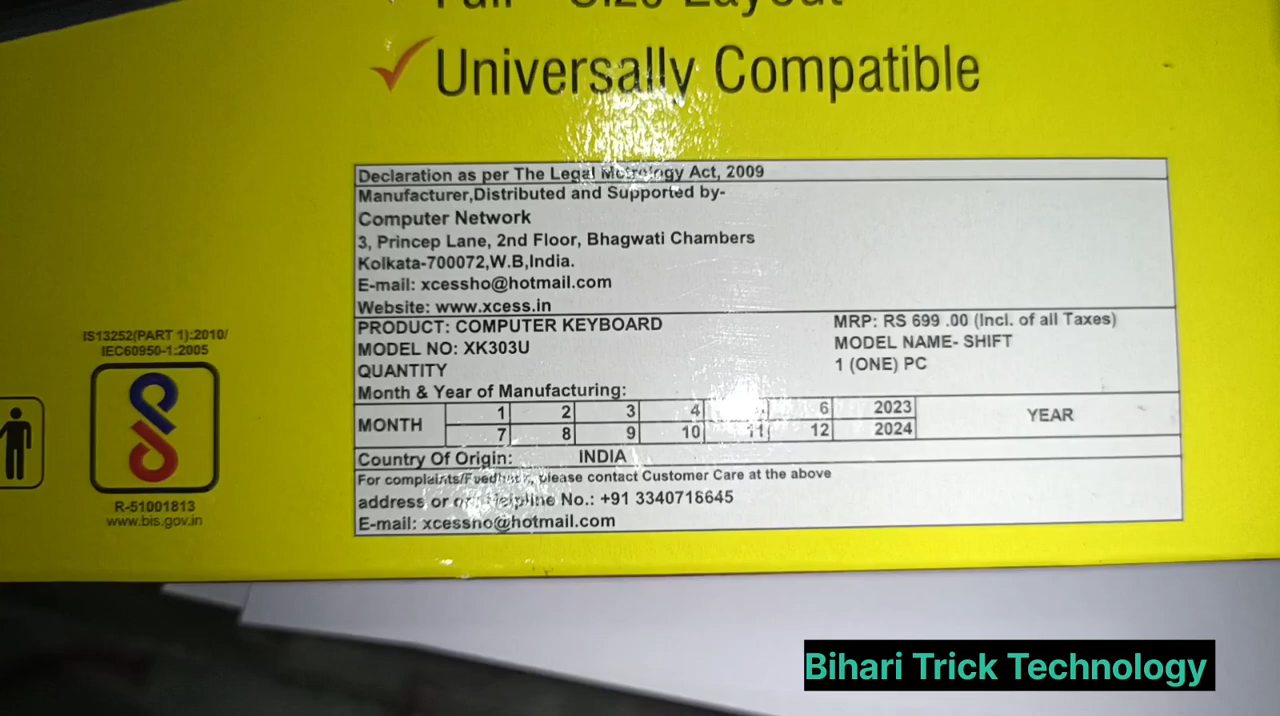 Full - Size Layout
Universally Compatible
Declaration as per The Legal Metrology Act, 2009
Manufacturer,Distributed and Supported by-
Computer Network
3, Princep Lane, 2nd Floor, Bhagwati Chambers
Kolkata-700072,W.B,India.
E-mail: xcessho@hotmail.com
Website: www.xcess.in
PRODUCT: COMPUTER KEYBOARD MRP: RS 699 .00 (Incl. of all Taxes)
MODEL NO: XK303U MODEL NAME- SHIFT
QUANTITY 1 (ONE) PC
Month & Year of Manufacturing:
MONTH 1 2 3 4 6 2023 YEAR
7 8 9 10 11 12 2024
Country Of Origin: INDIA
For complaints/Feedback, please contact Customer Care at the above
address or our Helpline No.: +91 3340718645
E-mail: xcessho@hotmail.com
IS13252(PART 1):2010/
IEC60950-1:2005
R-51001813
www.bis.gov.in
Bihari Trick Technology